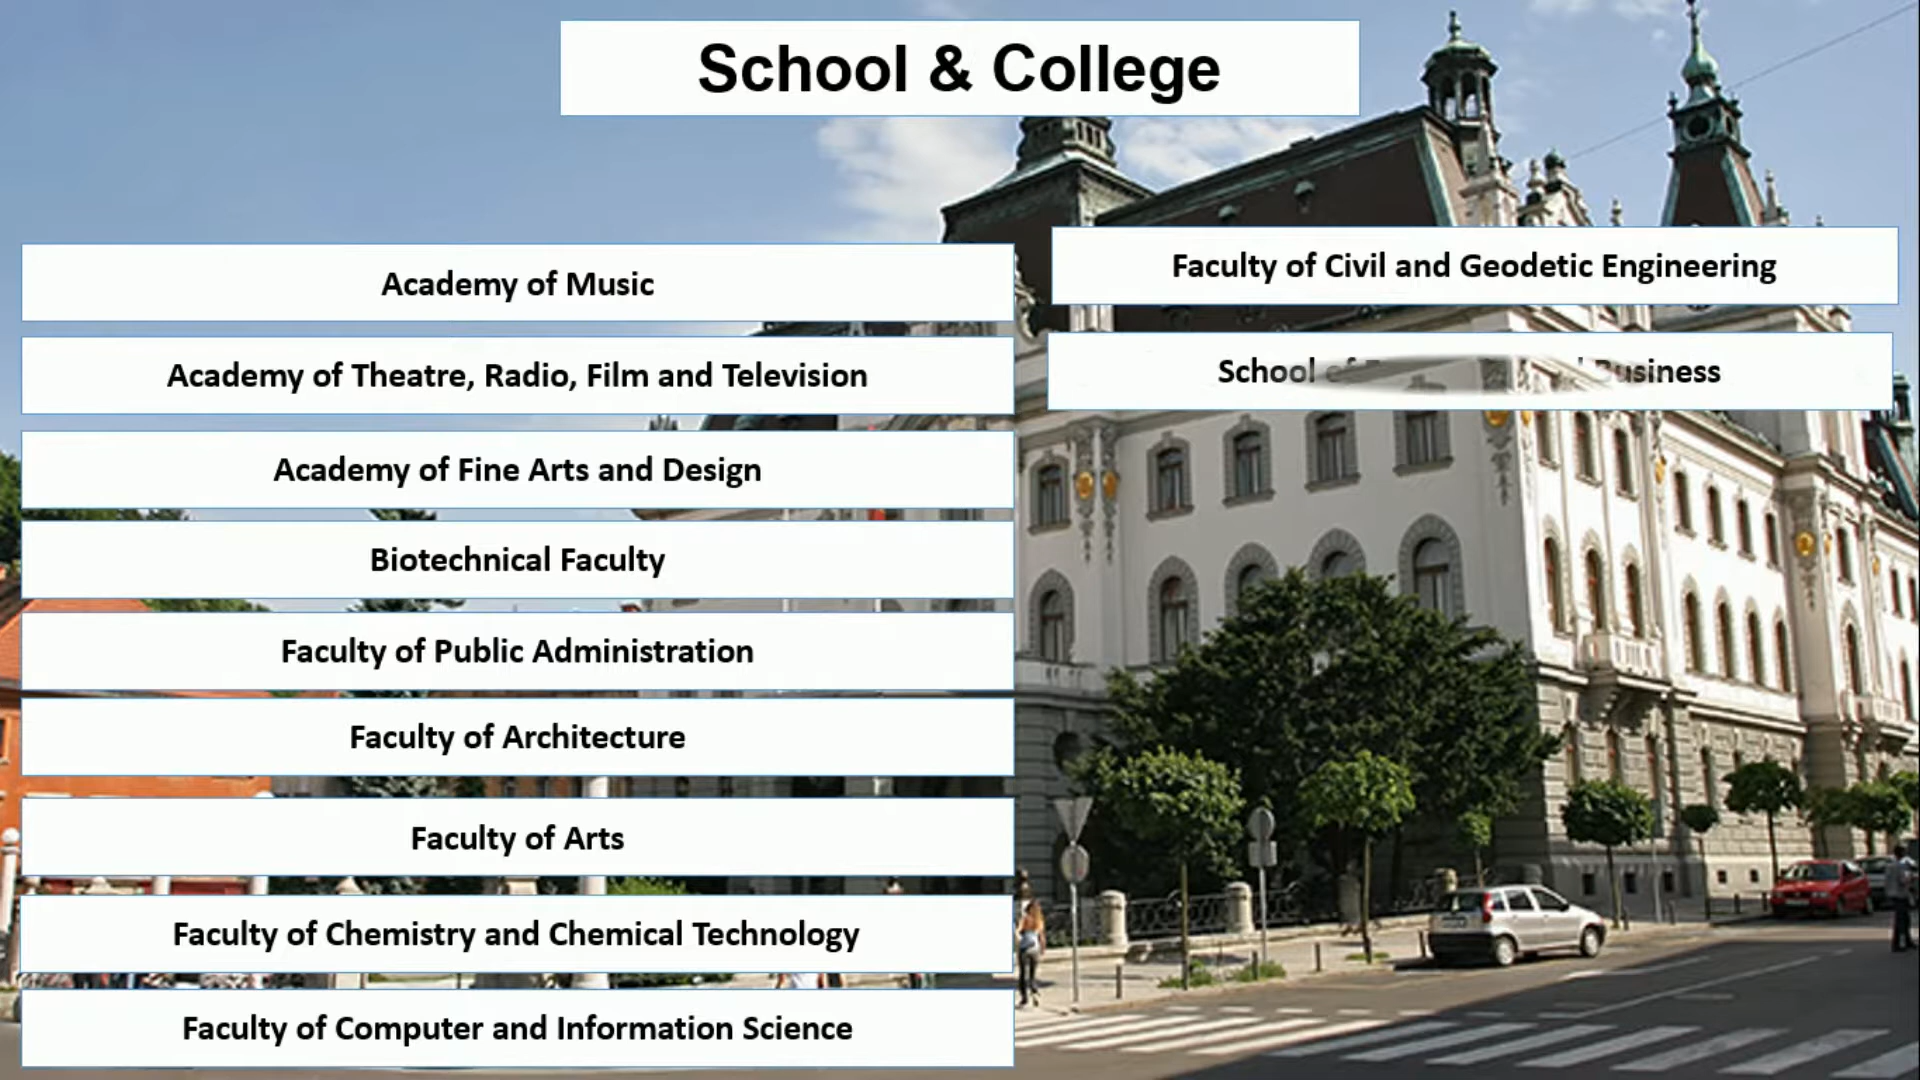 School & College
Academy of Music
Academy of Theatre, Radio, Film and Television
Academy of Fine Arts and Design
Biotechnical Faculty
Faculty of Public Administration
Faculty of Architecture
Faculty of Arts
Faculty of Chemistry and Chemical Technology
Faculty of Computer and Information Science
Faculty of Civil and Geodetic Engineering
School of Business